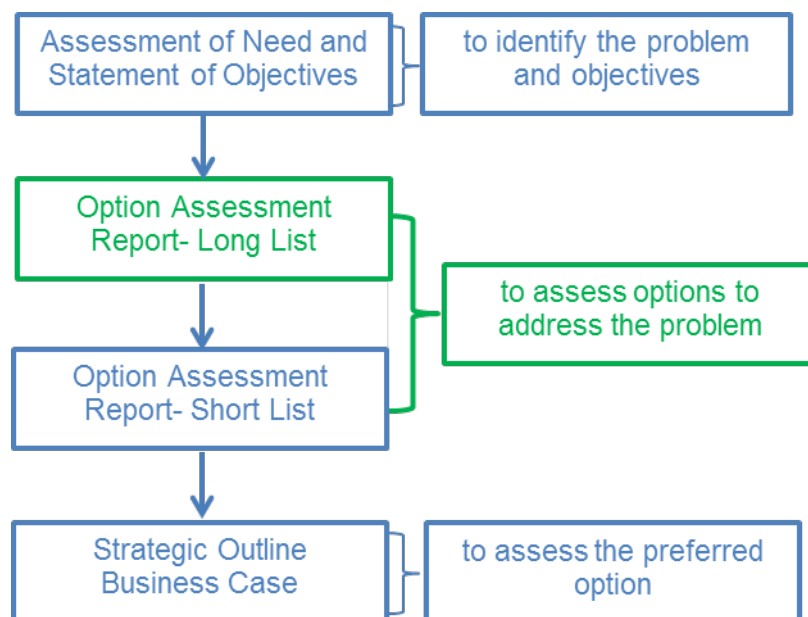 Assessment of Need and
Statement of Objectives
to identify the problem
and objectives
Option Assessment
Report- Long List
to assess options to
address the problem
Option Assessment
Report- Short List
Strategic Outline
Business Case
to assess the preferred
option